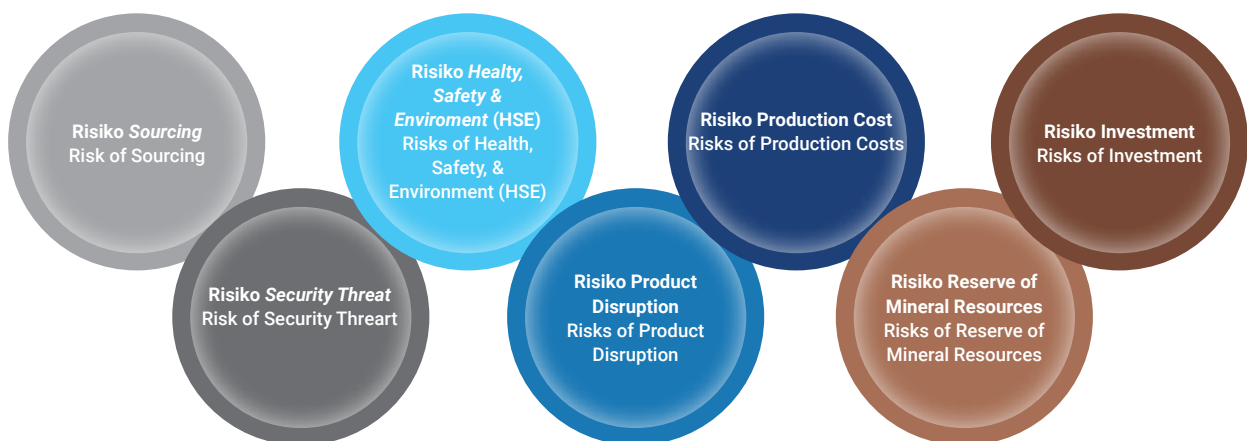 Risiko Sourcing
Risk of Sourcing
Risiko Security Threat
Risk of Security Threart
Risiko Healty,
Safety &
Enviroment (HSE)
Risks of Health,
Safety, &
Environment (HSE)
Risiko Product
Disruption
Risks of Product
Disruption
Risiko Production Cost
Risks of Production Costs
Risiko Reserve of
Mineral Resources
Risks of Reserve of
Mineral Resources
Risiko Investment
Risks of Investment